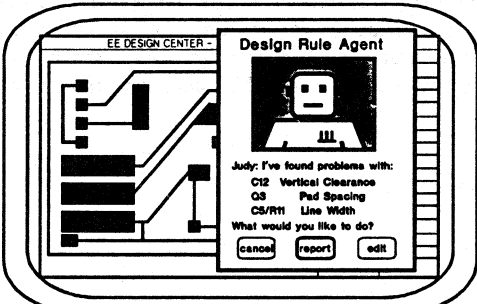 EE DESIGN CENTER -
Design Rule Agent
Judy: I've found problems with:
C12 Vertical Clearance
Q3 Pad Spacing
C5/R11 Line Width
What would you like to do?
cancel report edit